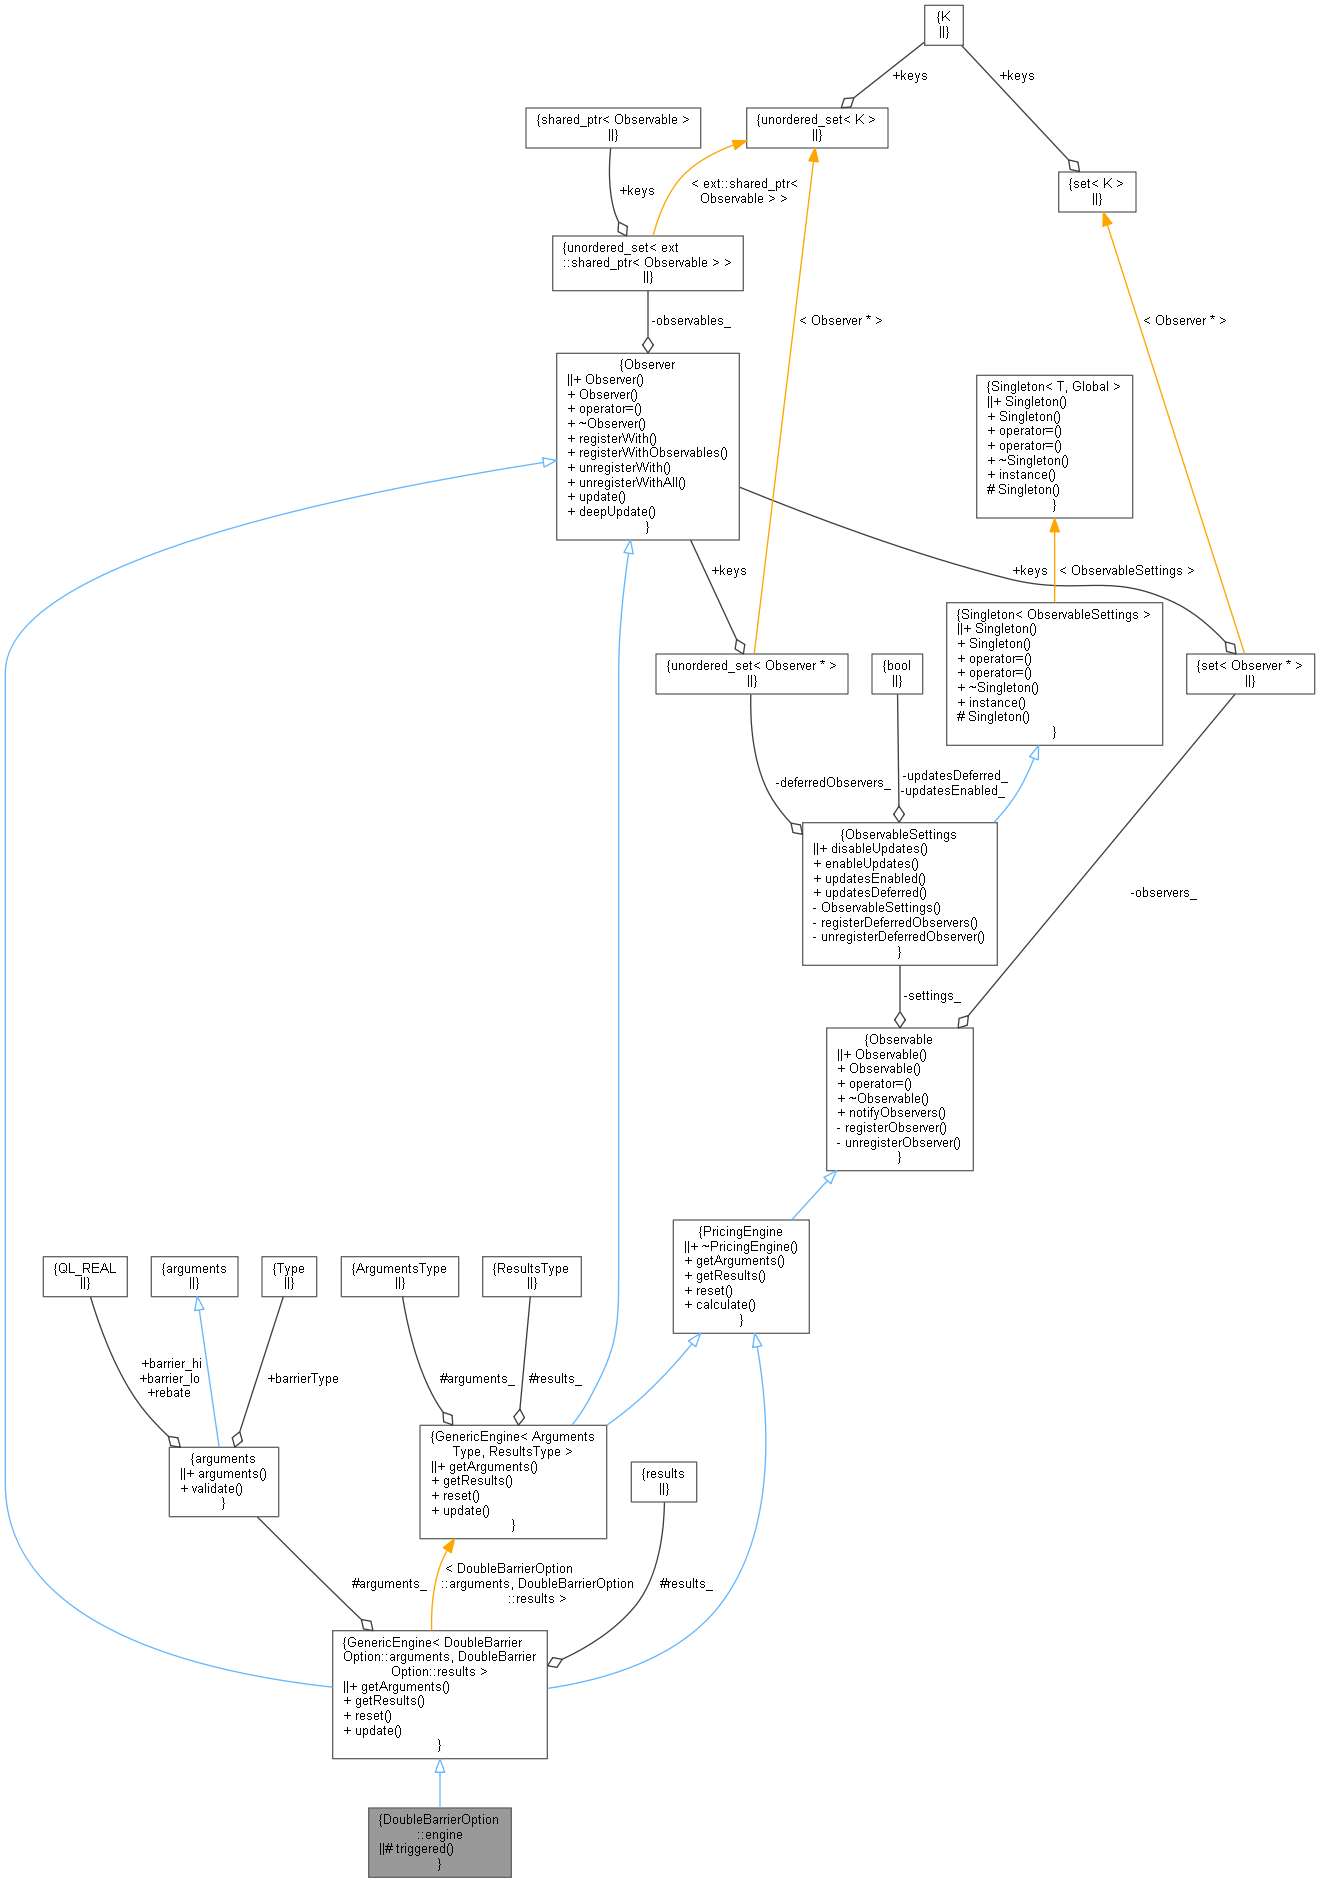 {K
||}
+keys
+keys
{shared_ptr< Observable >
||}
{unordered_set< K >
||}
+keys
< ext::shared_ptr<
Observable > >
{set< K >
||}
{unordered_set< ext
::shared_ptr< Observable > >
||}
-observables_
< Observer * >
< Observer * >
{Observer
||+ Observer()
+ Observer()
+ operator=()
+ ~Observer()
+ registerWith()
+ registerWithObservables()
+ unregisterWith()
+ unregisterWithAll()
+ update()
+ deepUpdate()
}
{Singleton< T, Global >
||+ Singleton()
+ Singleton()
+ operator=()
+ operator=()
+ ~Singleton()
+ instance()
# Singleton()
}
+keys
+keys
< ObservableSettings >
{Singleton< ObservableSettings >
||+ Singleton()
+ Singleton()
+ operator=()
+ operator=()
+ ~Singleton()
+ instance()
# Singleton()
}
{unordered_set< Observer * >
||}
{bool
||}
{set< Observer * >
||}
-deferredObservers_
-updatesDeferred_
-updatesEnabled_
{ObservableSettings
||+ disableUpdates()
+ enableUpdates()
+ updatesEnabled()
+ updatesDeferred()
- ObservableSettings()
- registerDeferredObservers()
- unregisterDeferredObserver()
}
-observers_
-settings_
{Observable
||+ Observable()
+ Observable()
+ operator=()
+ ~Observable()
+ notifyObservers()
- registerObserver()
- unregisterObserver()
}
{PricingEngine
||+ ~PricingEngine()
+ getArguments()
+ getResults()
+ reset()
+ calculate()
}
{QL_REAL
||}
{arguments
||}
{Type
||}
{ArgumentsType
||}
{ResultsType
||}
+barrier_hi
+barrier_lo
+rebate
+barrierType
#arguments_
#results_
{arguments
||+ arguments()
+ validate()
}
{GenericEngine< Arguments
Type, ResultsType >
||+ getArguments()
+ getResults()
+ reset()
+ update()
}
{results
||}
#arguments_
< DoubleBarrierOption
::arguments, DoubleBarrierOption
::results >
#results_
{GenericEngine< DoubleBarrier
Option::arguments, DoubleBarrier
Option::results >
||+ getArguments()
+ getResults()
+ reset()
+ update()
}
{DoubleBarrierOption
::engine
||# triggered()
}